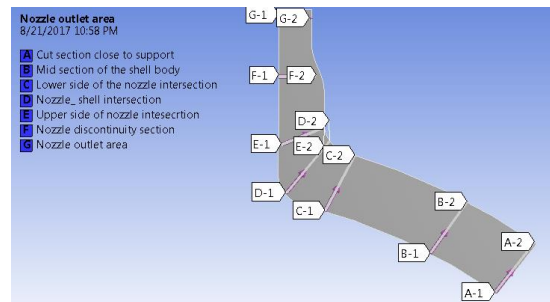 Nozzle outlet area
8/21/2017 10:58 PM
A Cut section close to support
B Mid section of the shell body
C Lower side of the nozzle intersection
D Nozzle_ shell intersection
E Upper side of nozzle intesecrtion
F Nozzle discontinuity section
G Nozzle outlet area
G-1 G-2
F-1 F-2
D-2
E-1 E-2 C-2
D-1
C-1
B-2
A-2
B-1
A-1